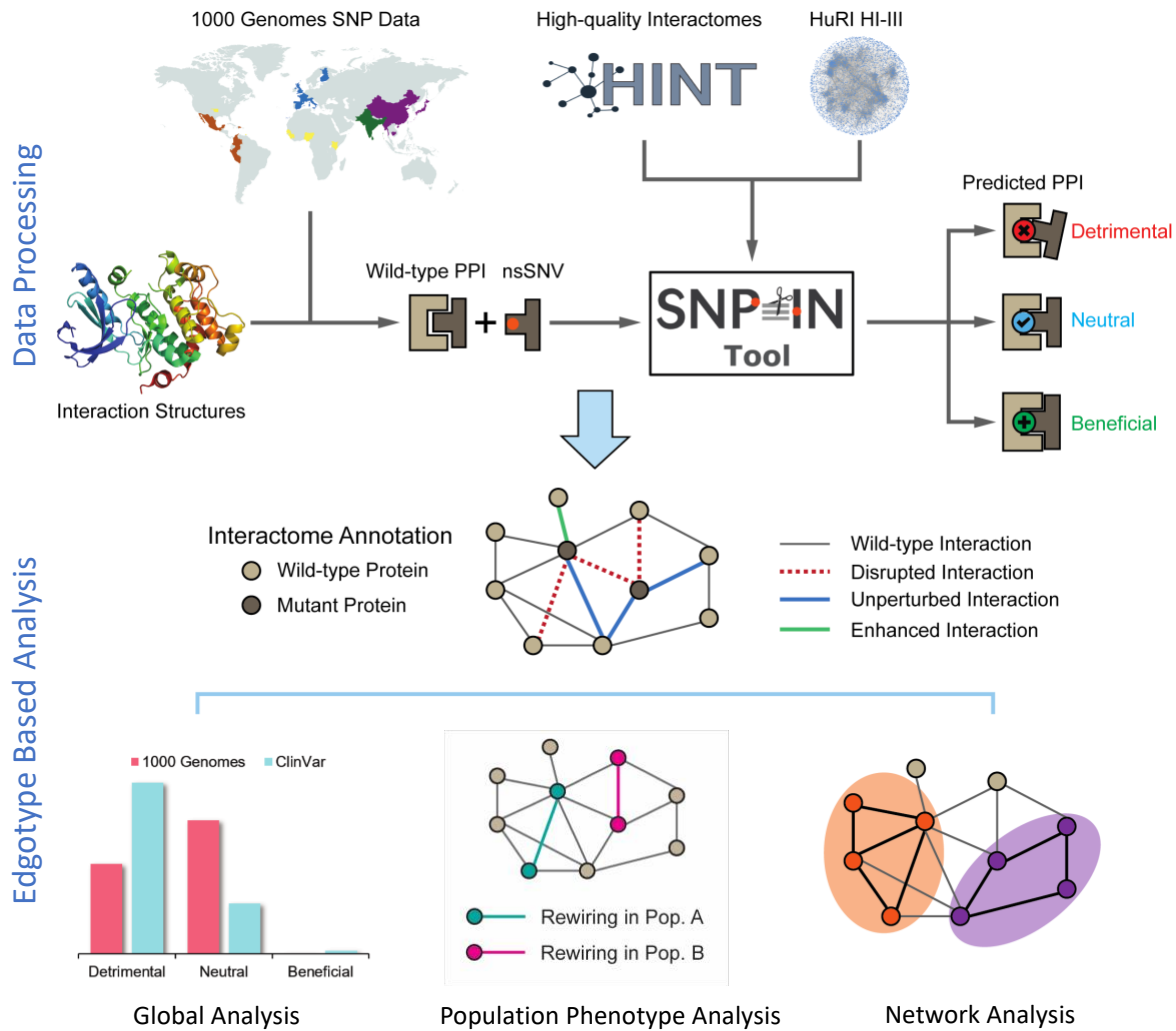 1000 Genomes SNP Data
High-quality Interactomes
HuRI HI-III
HINT
Data Processing
Interaction Structures
Wild-type PPI
nsSNV
SNP-IN
Tool
Predicted PPI
Detrimental
Neutral
Beneficial
Edgotype Based Analysis
Interactome Annotation
Wild-type Protein
Mutant Protein
Wild-type Interaction
Disrupted Interaction
Unperturbed Interaction
Enhanced Interaction
1000 Genomes
ClinVar
Detrimental
Neutral
Beneficial
Global Analysis
Rewiring in Pop. A
Rewiring in Pop. B
Population Phenotype Analysis
Network Analysis